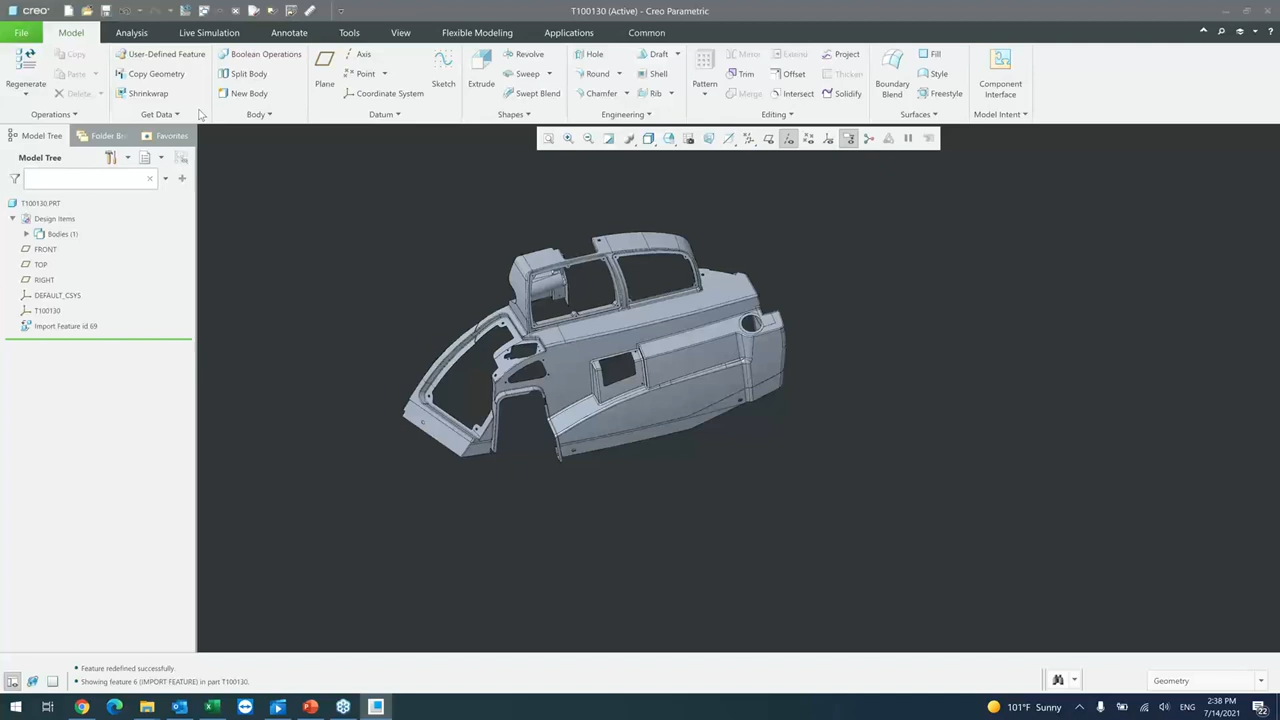 creo
T100130 (Active) - Creo Parametric
File Model Analysis Live Simulation Annotate Tools View Flexible Modeling Applications Common
Copy User-Defined Feature Boolean Operations Axis Revolve Hole Draft Mirror Extend Project Fill
Regenerate Paste Copy Geometry Split Body Plane Point Sketch Extrude Sweep Round Shell Pattern Trim Offset Thicken Boundary Blend Style Component Interface
Delete Shrinkwrap New Body Coordinate System Swept Blend Chamfer Rib Merge Intersect Solidify Freestyle
Operations Get Data Body Datum Shapes Engineering Editing Surfaces Model Intent
Model Tree Folder Br Favorites
Model Tree
T100130.PRT
Design Items
Bodies (1)
FRONT
TOP
RIGHT
DEFAULT_CSYS
T100130
Import Feature id 69
Feature redefined successfully.
Showing feature 6 (IMPORT FEATURE) in part T100130.
Geometry
101°F Sunny ENG 2:38 PM
7/14/2021 22